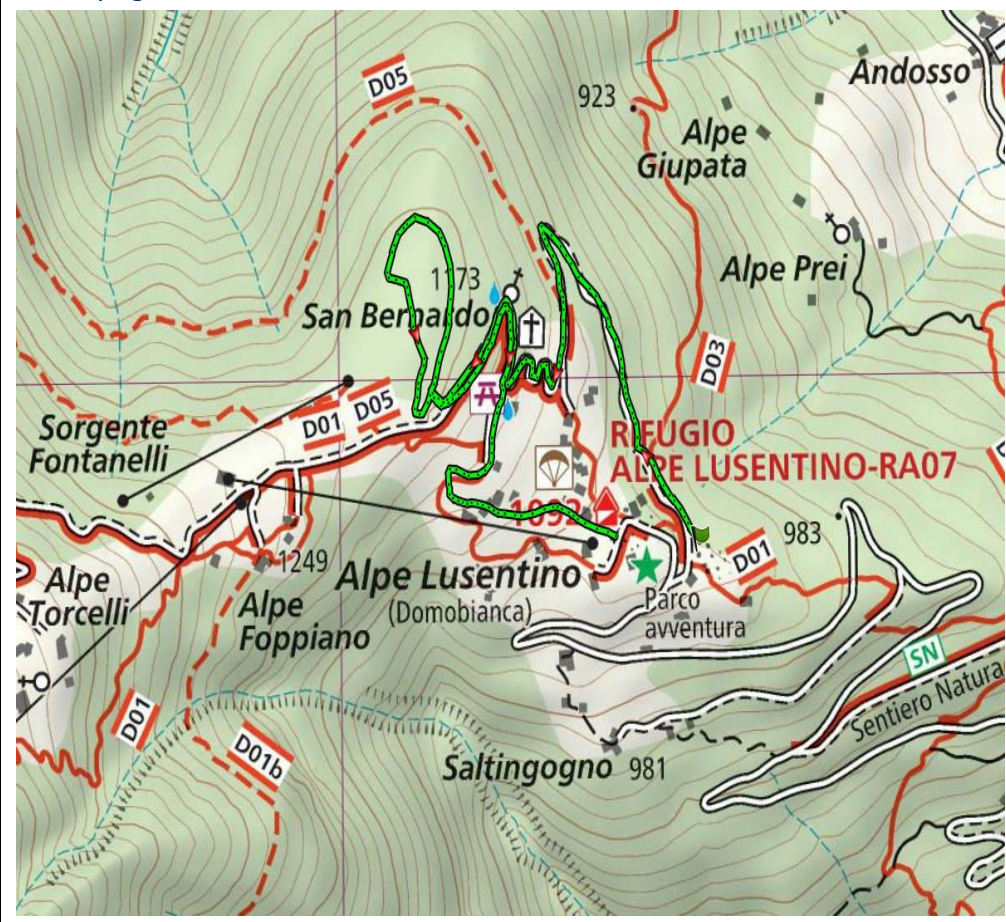 D05
Andosso
923
Alpe
Giupata
1173
Alpe Prei
San Bernardo
D03
D05
D01
Sorgente
Fontanelli
RIFUGIO
ALPE LUSENTINO-RA07
1092
983
D01
1249
Alpe
Torcelli
Alpe Lusentino
(Domobianca)
Parco
avventura
Alpe
Foppiano
SN
Sentiero Natura
D01
D01b
Saltingogno 981